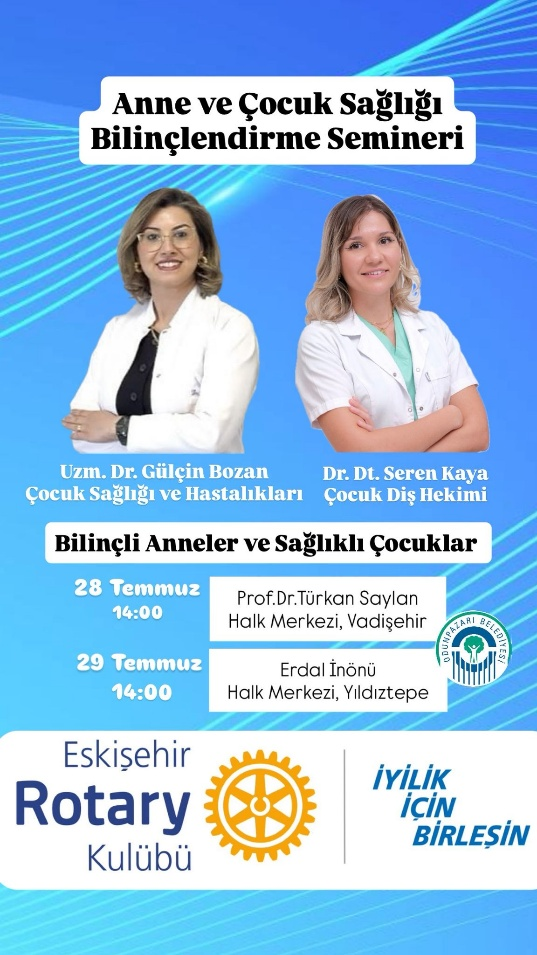 Anne ve Çocuk Sağlığı
Bilinçlendirme Semineri
Uzm. Dr. Gülçin Bozan
Çocuk Sağlığı ve Hastalıkları
Dr. Dt. Seren Kaya
Çocuk Diş Hekimi
Bilinçli Anneler ve Sağlıklı Çocuklar
28 Temmuz
14:00
Prof.Dr.Türkan Saylan
Halk Merkezi, Vadişehir
29 Temmuz
14:00
Erdal İnönü
Halk Merkezi, Yıldıztepe
ODUNPAZARI BELEDİYESİ
Eskişehir
Rotary
Kulübü
İYİLİK
İÇİN
BİRLEŞİN